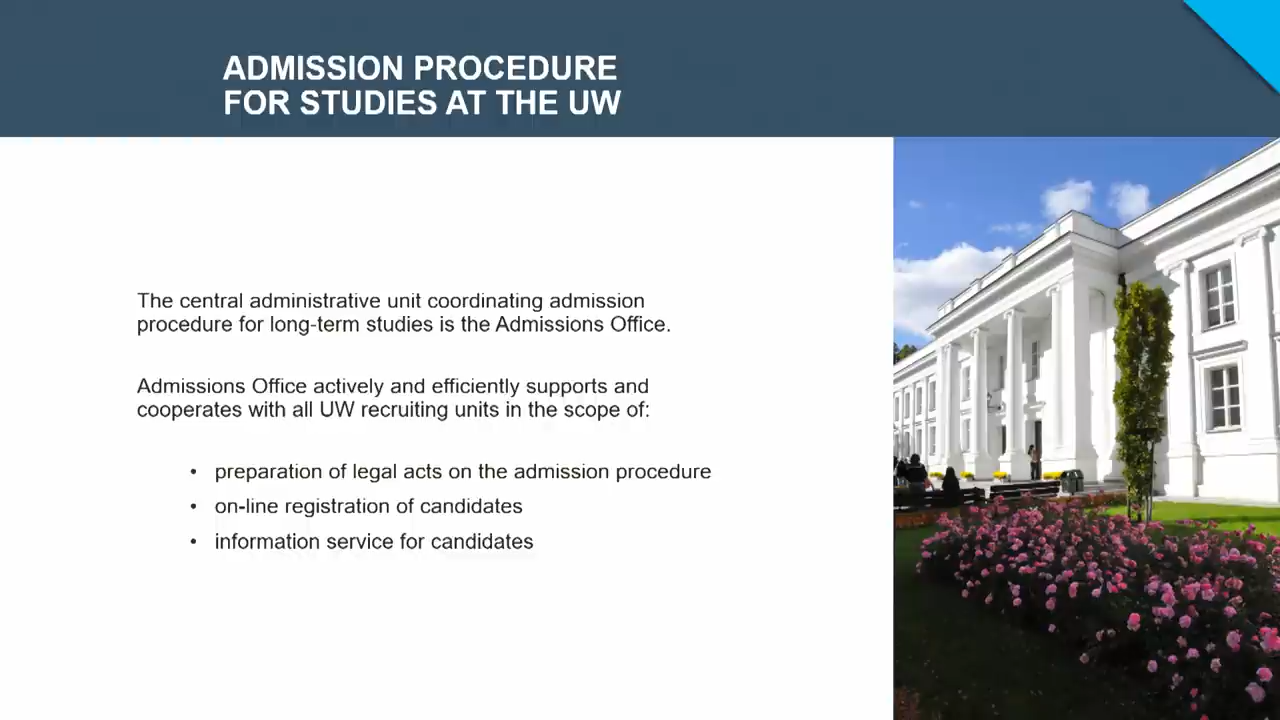 ADMISSION PROCEDURE
FOR STUDIES AT THE UW
The central administrative unit coordinating admission
procedure for long-term studies is the Admissions Office.
Admissions Office actively and efficiently supports and
cooperates with all UW recruiting units in the scope of:
• preparation of legal acts on the admission procedure
• on-line registration of candidates
• information service for candidates